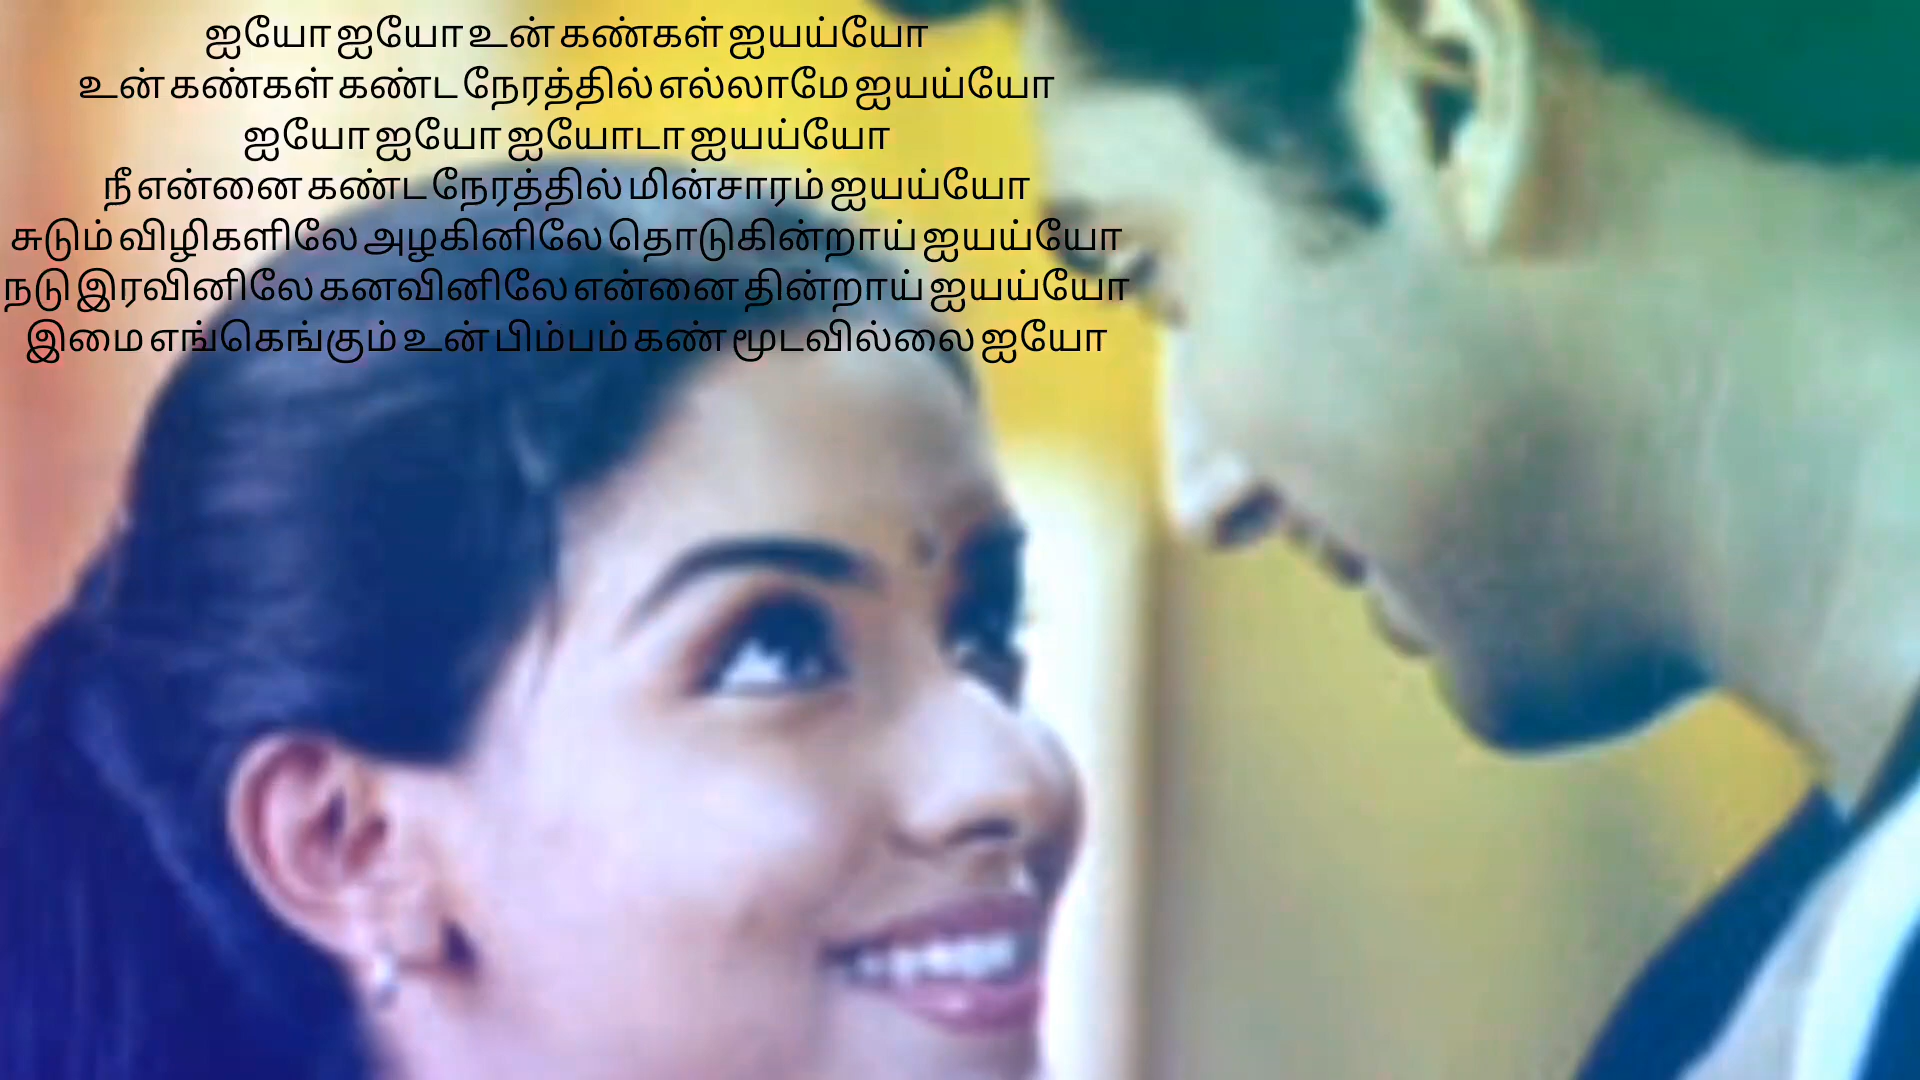 ஐயோ ஐயோ உன் கண்கள் ஐயய்யோ
உன் கண்கள் கண்ட நேரத்தில் எல்லாமே ஐயய்யோ
ஐயோ ஐயோ ஐயோடா ஐயய்யோ
நீ என்னை கண்ட நேரத்தில் மின்சாரம் ஐயய்யோ
சுடும் விழிகளிலே அழகினிலே தொடுகின்றாய் ஐயய்யோ
நடு இரவினிலே கனவினிலே என்னை தின்றாய் ஐயய்யோ
இமை எங்கெங்கும் உன் பிம்பம் கண் மூடவில்லை ஐயோ